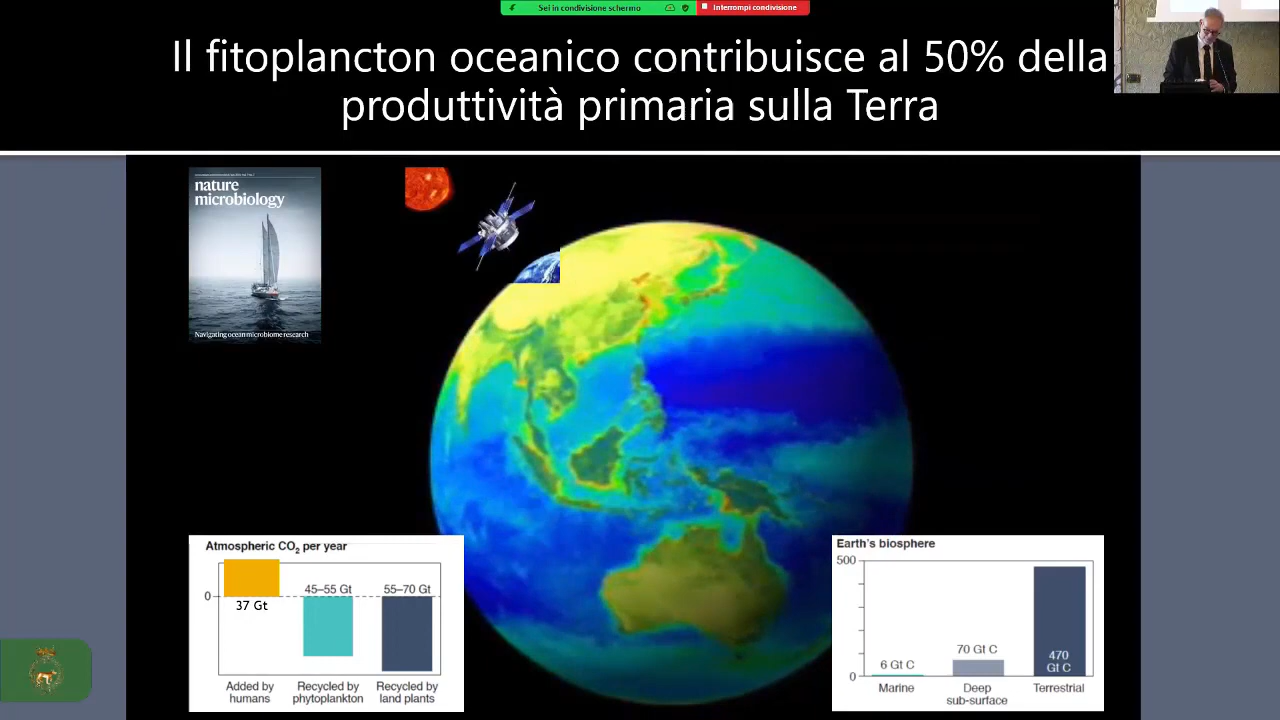 Sei in condivisione schermo
Interrompi condivisione
Il fitoplancton oceanico contribuisce al 50% della
produttività primaria sulla Terra
nature
microbiology
Navigating ocean microbiome research
Atmospheric CO2 per year
0
37 Gt
45–55 Gt
55–70 Gt
Added by
humans
Recycled by
phytoplankton
Recycled by
land plants
Earth's biosphere
500
0
6 Gt C
70 Gt C
470
Gt C
Marine
Deep
sub-surface
Terrestrial